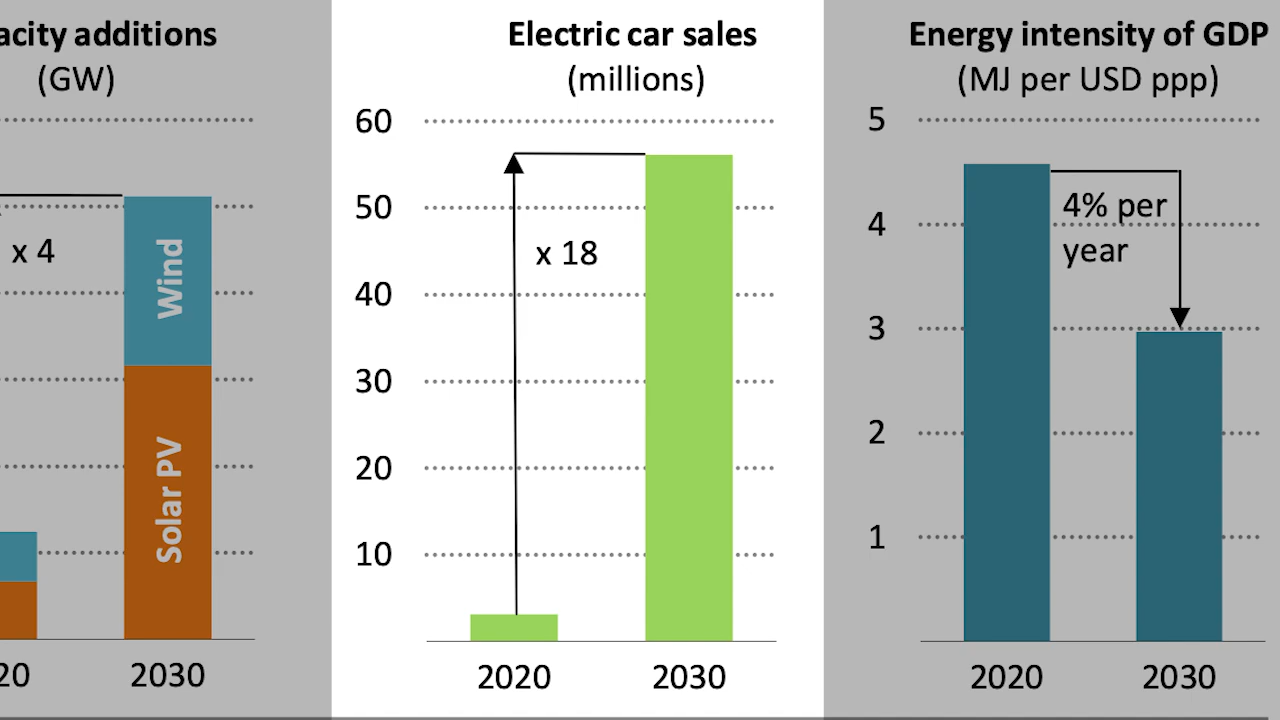 acity additions
(GW)
x 4
Wind
Solar PV
20
2030
Electric car sales
(millions)
60
50
40
30
20
10
x 18
2020
2030
Energy intensity of GDP
(MJ per USD ppp)
5
4
3
2
1
4% per
year
2020
2030